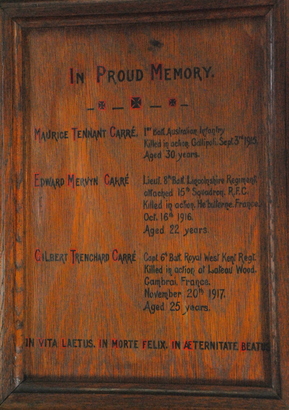 In Proud Memory.
Maurice Tennant Carré. 1st Batt. Australian Infantry
Killed in action Gallipoli, Sept. 3rd 1915.
Aged 30 years.
Edward Mervyn Carré Lieut. 8th Batt. Lincolnshire Regiment
attached 15th Squadron, R.F.C.
Killed in action, Hébuterne, France,
Oct. 16th 1916.
Aged 22 years.
Gilbert Trenchard Carré Capt. 6th Batt. Royal West Kent Regt.
Killed in action at Lateau Wood.
Cambrai, France.
November 20th 1917.
Aged 25 years.
In vita laetus, in morte felix, in æternitate beatus